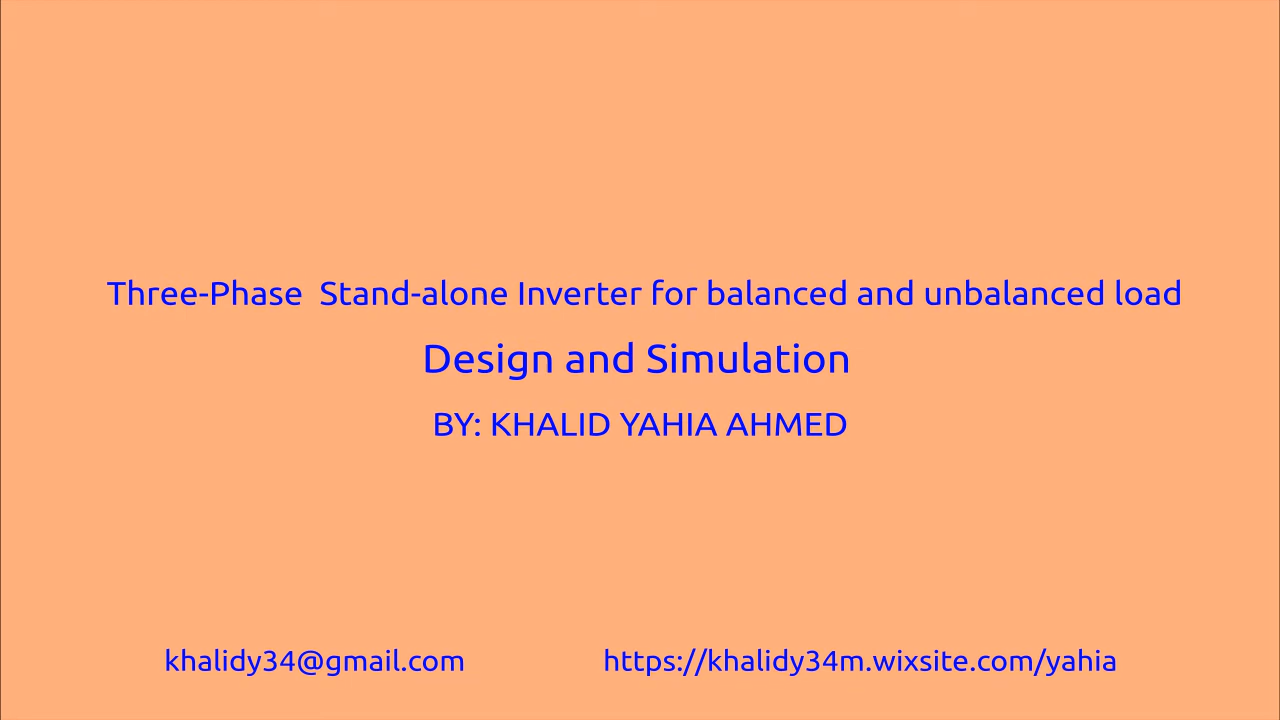 Three-Phase  Stand-alone Inverter for balanced and unbalanced load
Design and Simulation
BY: KHALID YAHIA AHMED
khalidy34@gmail.com
https://khalidy34m.wixsite.com/yahia